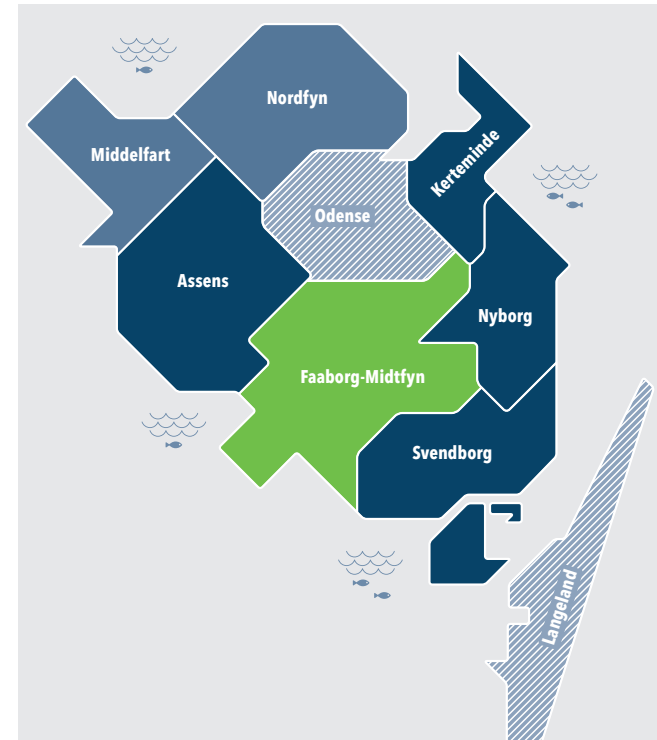 Nordfyn
Middelfart
Kerteminde
Odense
Assens
Nyborg
Faaborg-Midtfyn
Svendborg
Langeland